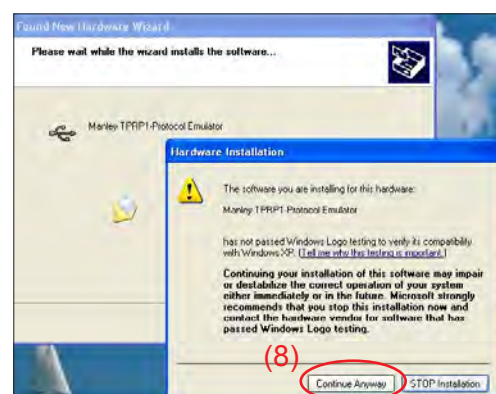 Found New Hardware Wizard
Please wait while the wizard installs the software...
Manley TPRP1-Protocol Emulator
Hardware Installation
The software you are installing for this hardware:
Manley TPRP1-Protocol Emulator
has not passed Windows Logo testing to verify its compatibility
with Windows XP. (Tell me why this testing is important.)
Continuing your installation of this software may impair
or destabilize the correct operation of your system
either immediately or in the future. Microsoft strongly
recommends that you stop this installation now and
contact the hardware vendor for software that has
passed Windows Logo testing.
(8)
Continue Anyway
STOP Installation